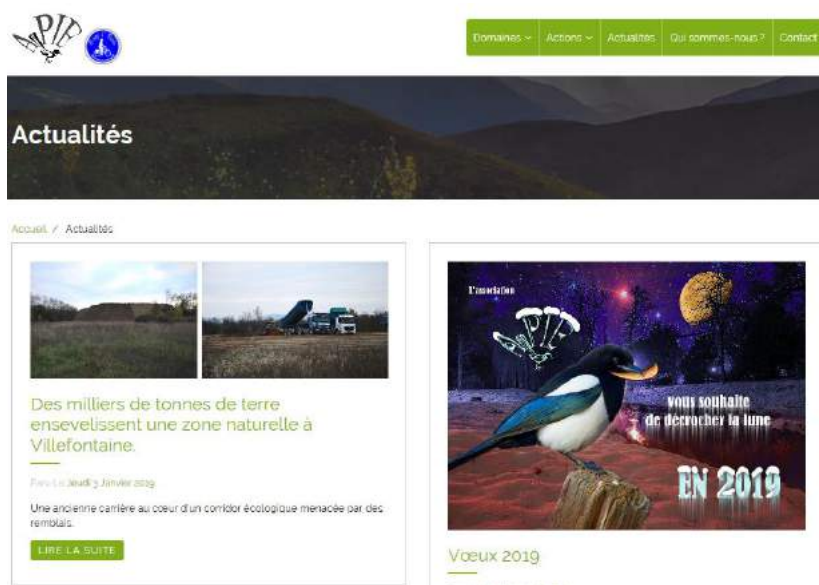 APIE
Domaines
Actions
Actualités
Qui sommes-nous ?
Contact
Actualités
Accueil / Actualités
Des milliers de tonnes de terre
ensevelissent une zone naturelle à
Villefontaine.
Jeudi 3 Janvier 2019
Une ancienne carrière au cœur d'un corridor écologique menacée par des
remblais.
LIRE LA SUITE
L'association
APIE
vous souhaite
de décrocher la lune
EN 2019
Vœux 2019